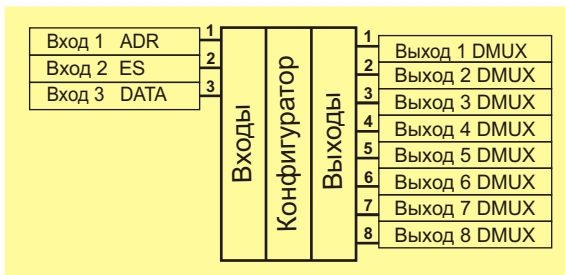 Вход 1 ADR 1
Вход 2 ES 2
Вход 3 DATA 3
Входы
Конфигуратор
Выходы
1 Выход 1 DMUX
2 Выход 2 DMUX
3 Выход 3 DMUX
4 Выход 4 DMUX
5 Выход 5 DMUX
6 Выход 6 DMUX
7 Выход 7 DMUX
8 Выход 8 DMUX